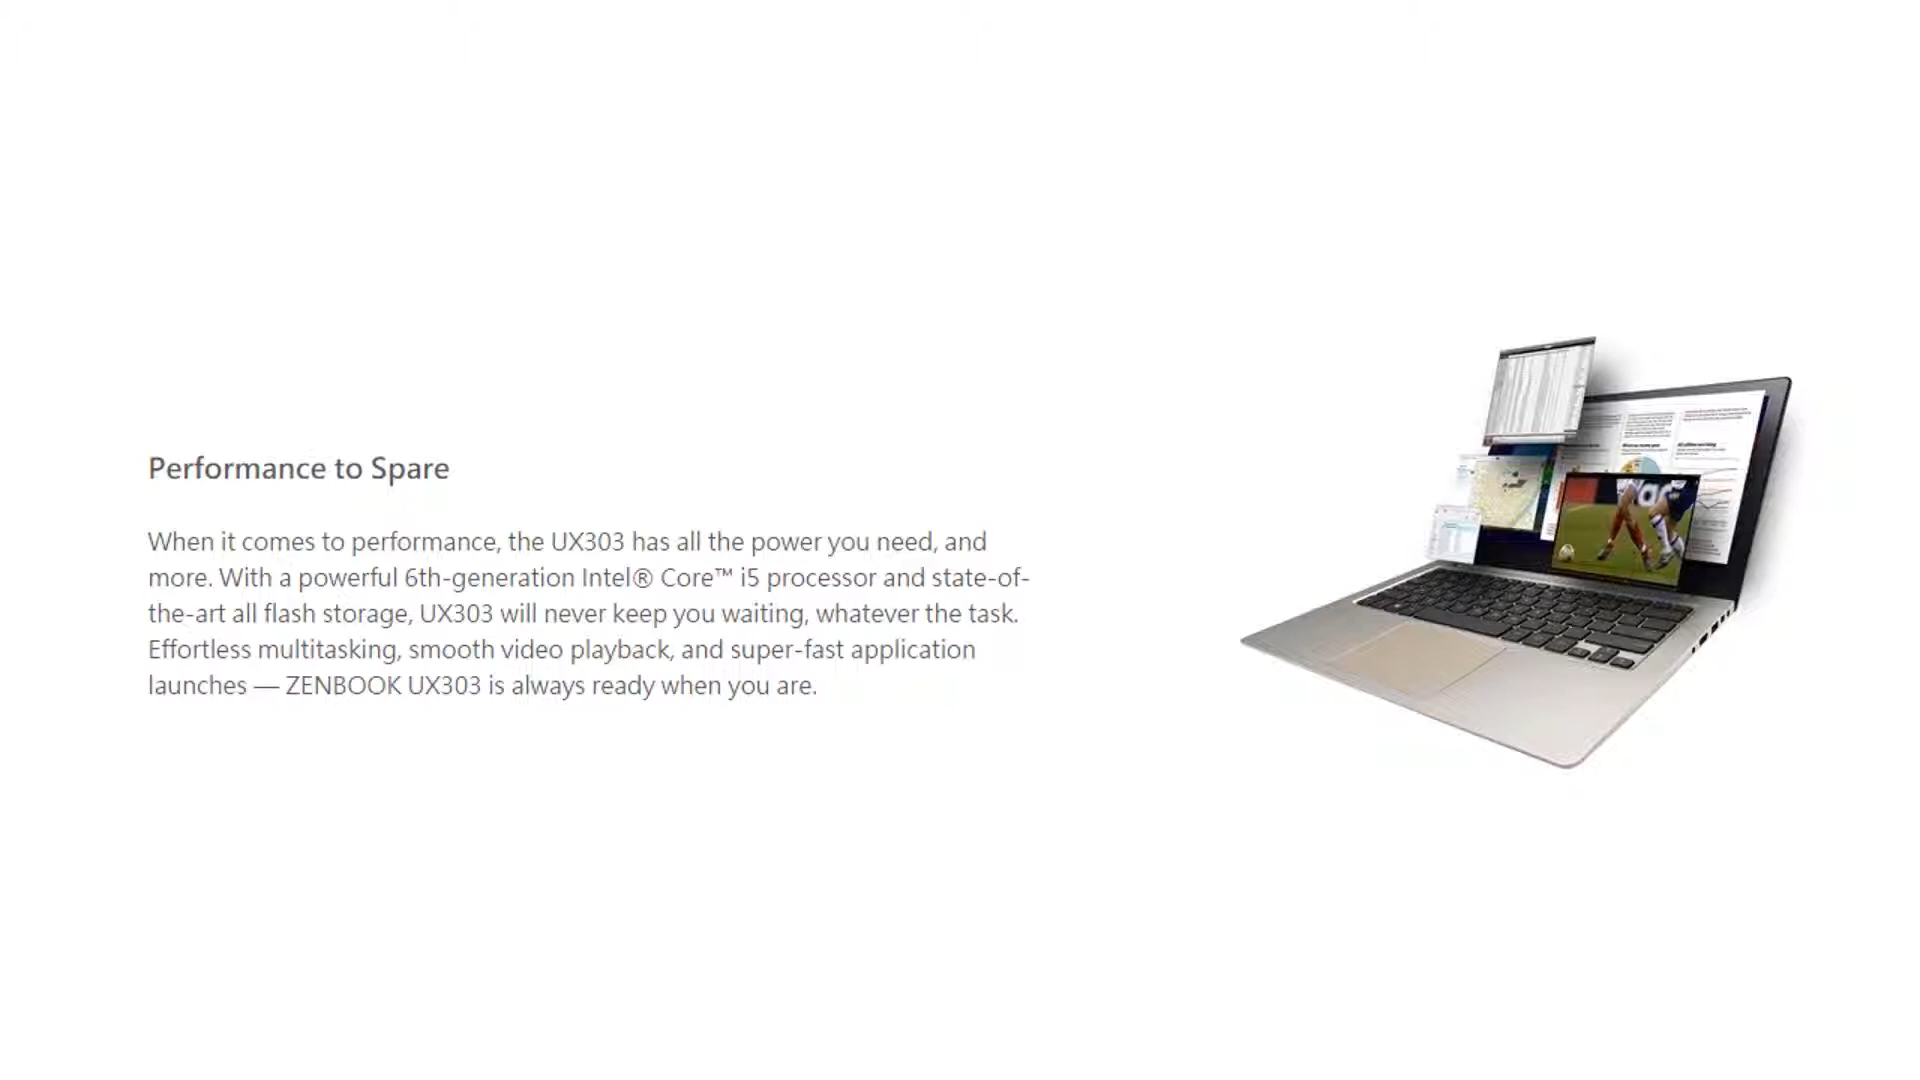 Performance to Spare
When it comes to performance, the UX303 has all the power you need, and
more. With a powerful 6th-generation Intel® Core™ i5 processor and state-of-
the-art all flash storage, UX303 will never keep you waiting, whatever the task.
Effortless multitasking, smooth video playback, and super-fast application
launches — ZENBOOK UX303 is always ready when you are.